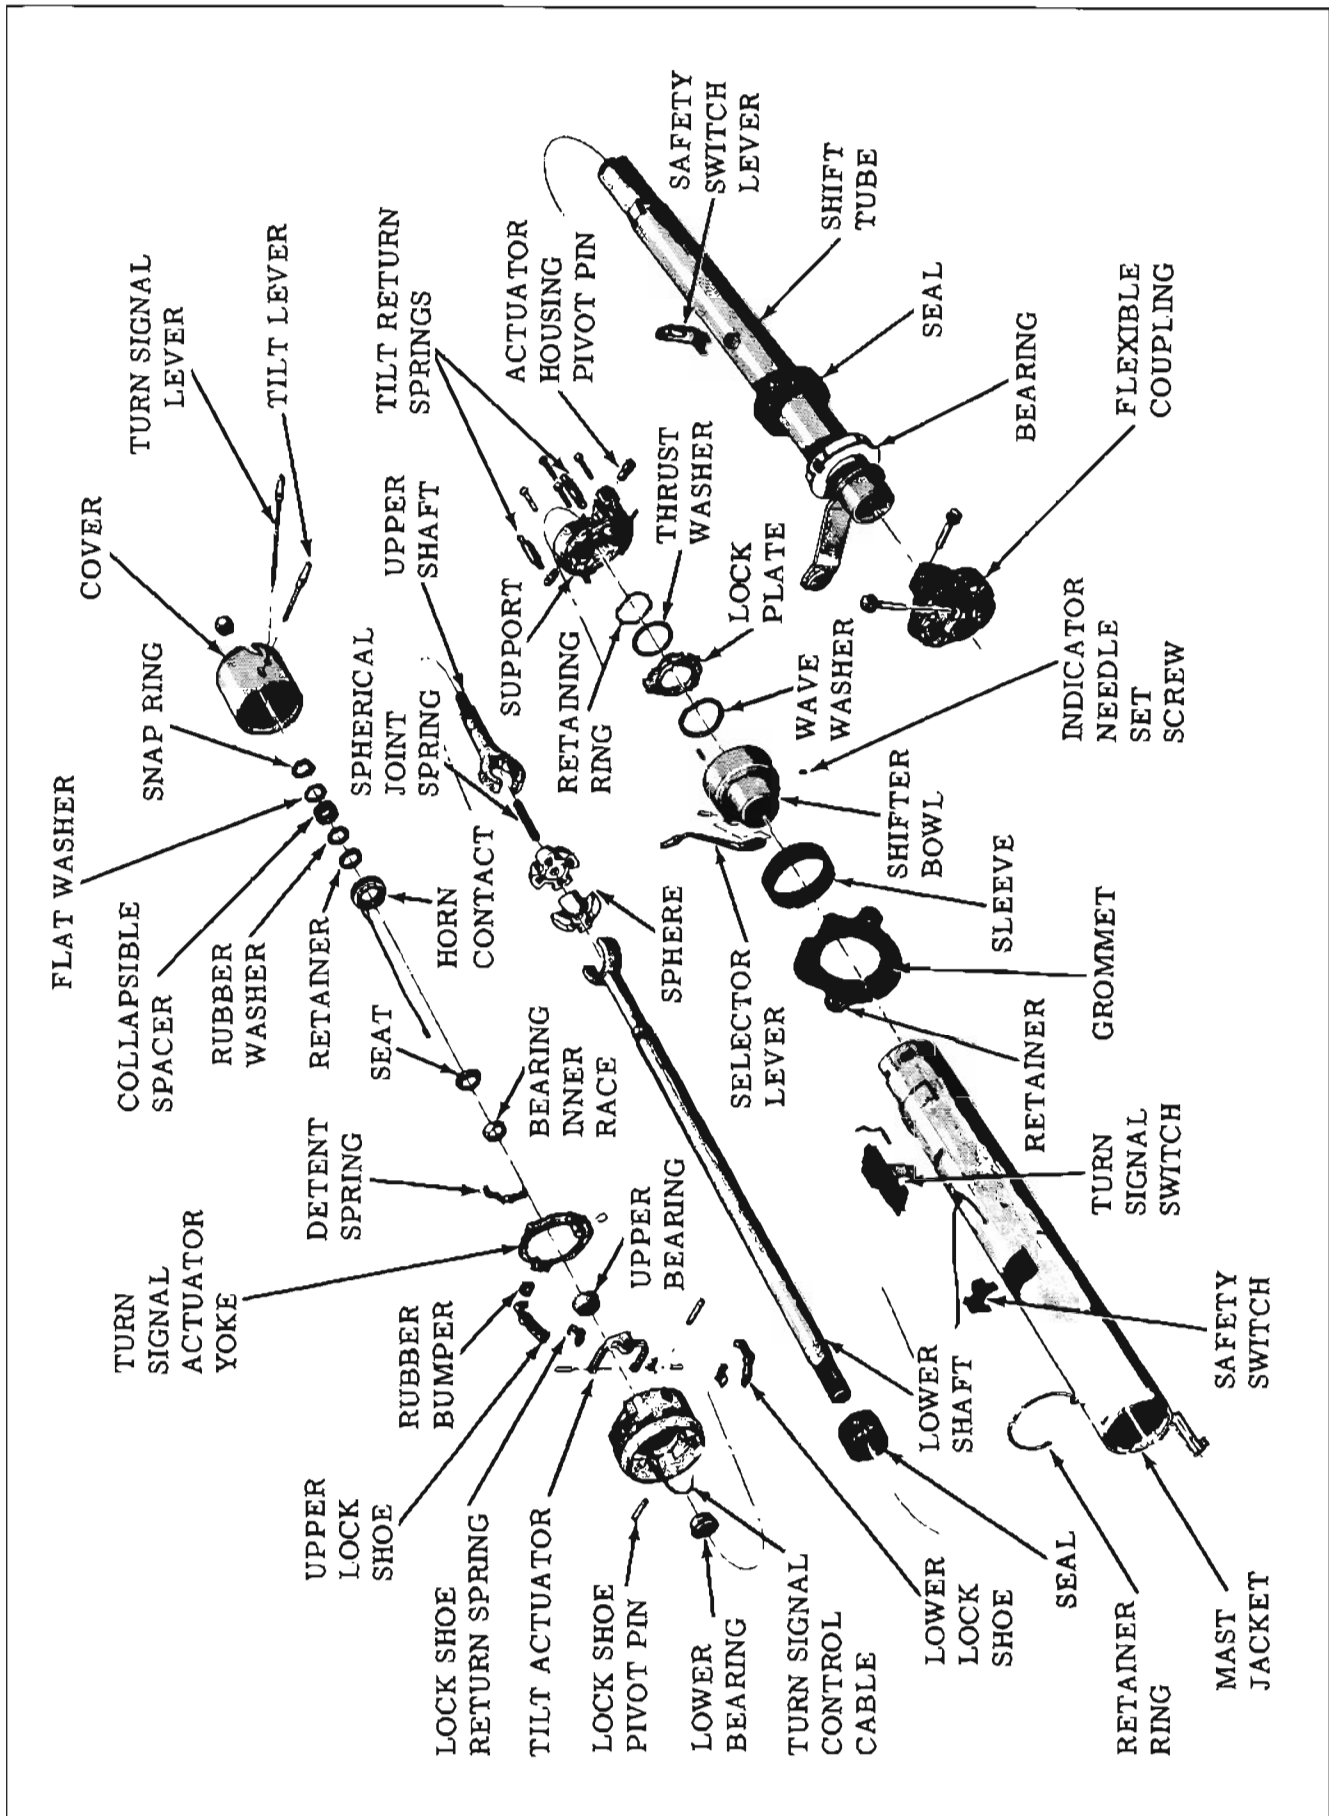 TURN
SIGNAL
ACTUATOR
YOKE
DETENT
SPRING
COLLAPSIBLE
SPACER
FLAT WASHER
SNAP RING
COVER
TURN SIGNAL
LEVER
TILT LEVER
RUBBER
WASHER
RETAINER
SEAT
HORN
CONTACT
BEARING
INNER
RACE
UPPER
BEARING
RUBBER
BUMPER
UPPER
LOCK
SHOE
LOCK SHOE
RETURN SPRING
TILT ACTUATOR
LOCK SHOE
PIVOT PIN
LOWER
BEARING
TURN SIGNAL
CONTROL
CABLE
LOWER
LOCK
SHOE
SPHERICAL
JOINT
SPRING
UPPER
SHAFT
TILT RETURN
SPRINGS
ACTUATOR
HOUSING
PIVOT PIN
SAFETY
SWITCH
LEVER
SUPPORT
RETAINING
RING
THRUST
WASHER
LOCK
PLATE
WAVE
WASHER
SPHERE
SELECTOR
LEVER
SHIFTER
BOWL
SLEEVE
GROMMET
RETAINER
SHIFT
TUBE
SEAL
BEARING
FLEXIBLE
COUPLING
INDICATOR
NEEDLE
SET
SCREW
TURN
SIGNAL
SWITCH
SAFETY
SWITCH
LOWER
SHAFT
SEAL
RETAINER
RING
MAST
JACKET